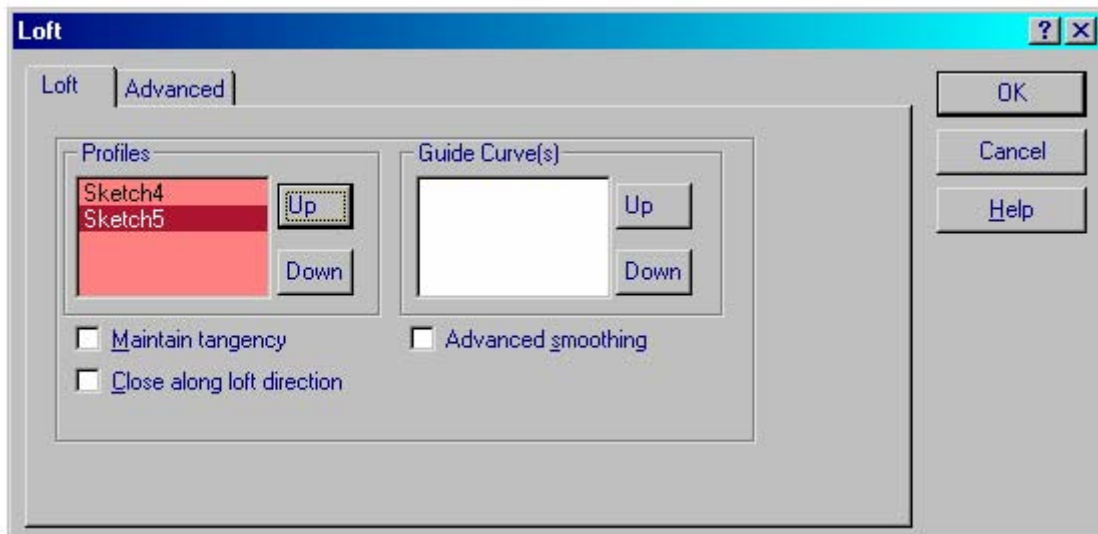 Loft
Loft Advanced
OK
Cancel
Help
Profiles
Sketch4
Sketch5
Up
Down
Guide Curve(s)
Up
Down
Maintain tangency
Advanced smoothing
Close along loft direction